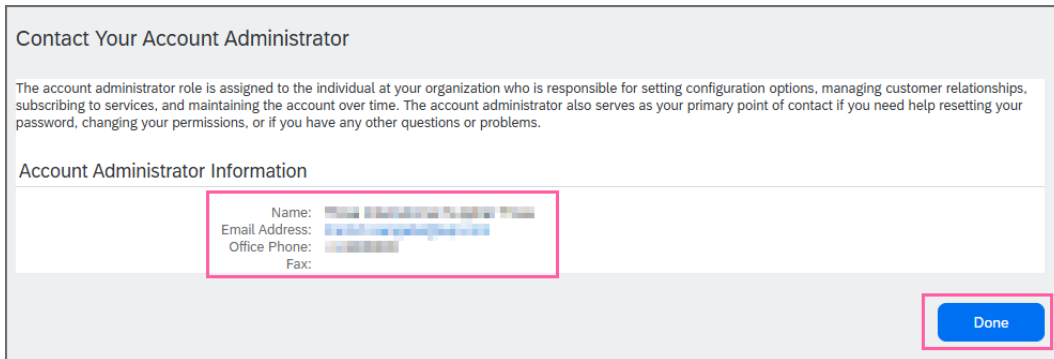 Contact Your Account Administrator
The account administrator role is assigned to the individual at your organization who is responsible for setting configuration options, managing customer relationships,
subscribing to services, and maintaining the account over time. The account administrator also serves as your primary point of contact if you need help resetting your
password, changing your permissions, or if you have any other questions or problems.
Account Administrator Information
Name:
Email Address:
Office Phone:
Fax:
Done